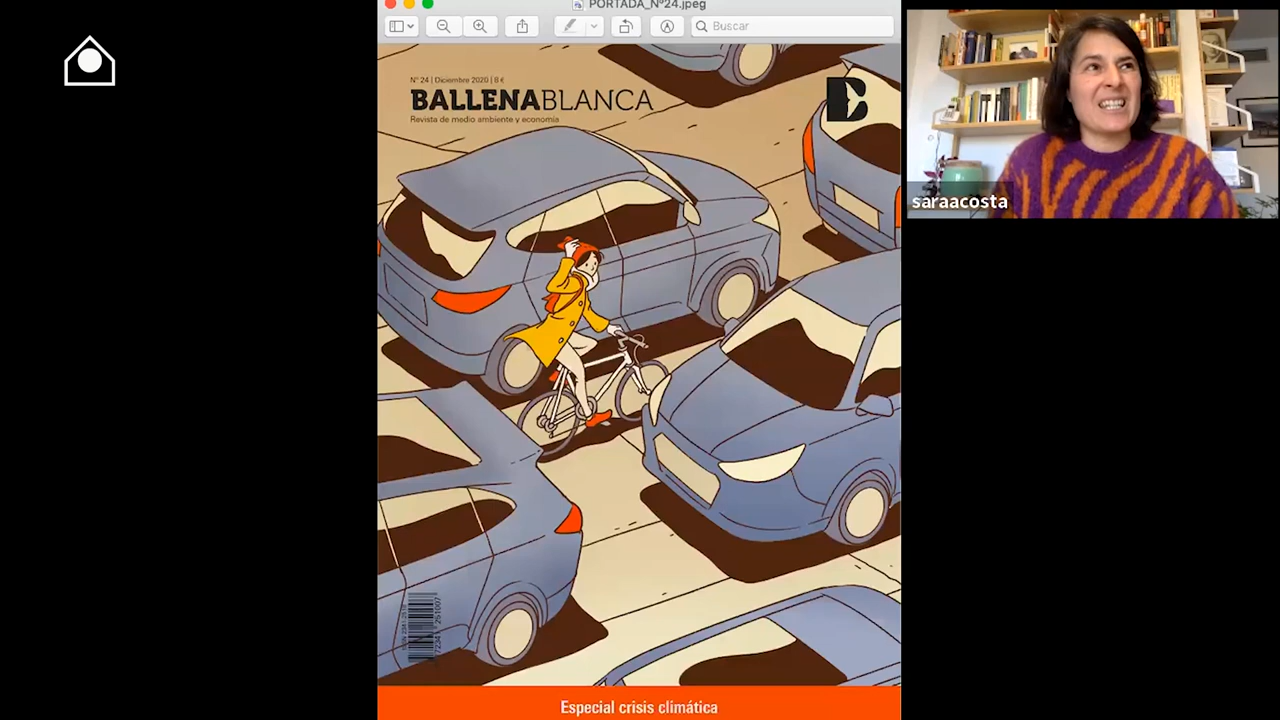 PORTADA_Nº24.jpeg
Buscar
Nº 24 | Diciembre 2020 | 8 €
BALLENABLANCA
Revista de medio ambiente y economía
B
saraacosta
Especial crisis climática